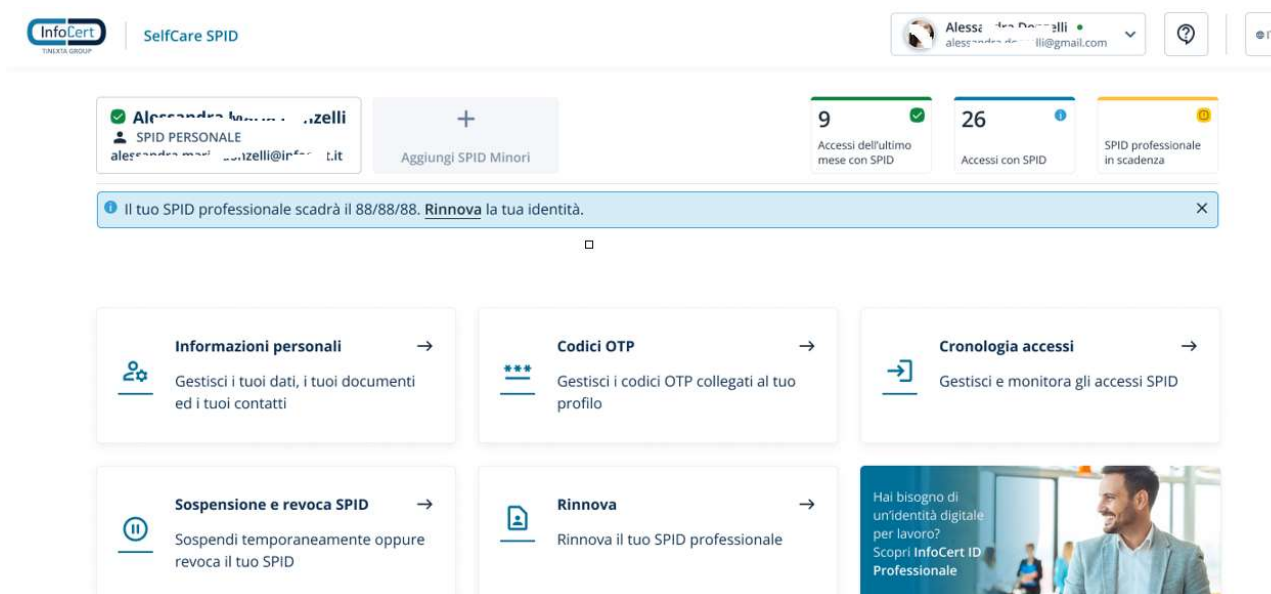 InfoCert
TINEXTA GROUP
SelfCare SPID
SPID PERSONALE
Aggiungi SPID Minori
9
Accessi dell'ultimo
mese con SPID
26
Accessi con SPID
SPID professionale
in scadenza
Il tuo SPID professionale scadrà il 88/88/88. Rinnova la tua identità.
Informazioni personali
Gestisci i tuoi dati, i tuoi documenti
ed i tuoi contatti
Codici OTP
Gestisci i codici OTP collegati al tuo
profilo
Cronologia accessi
Gestisci e monitora gli accessi SPID
Sospensione e revoca SPID
Sospendi temporaneamente oppure
revoca il tuo SPID
Rinnova
Rinnova il tuo SPID professionale
Hai bisogno di
un'identità digitale
per lavoro?
Scopri InfoCert ID
Professionale